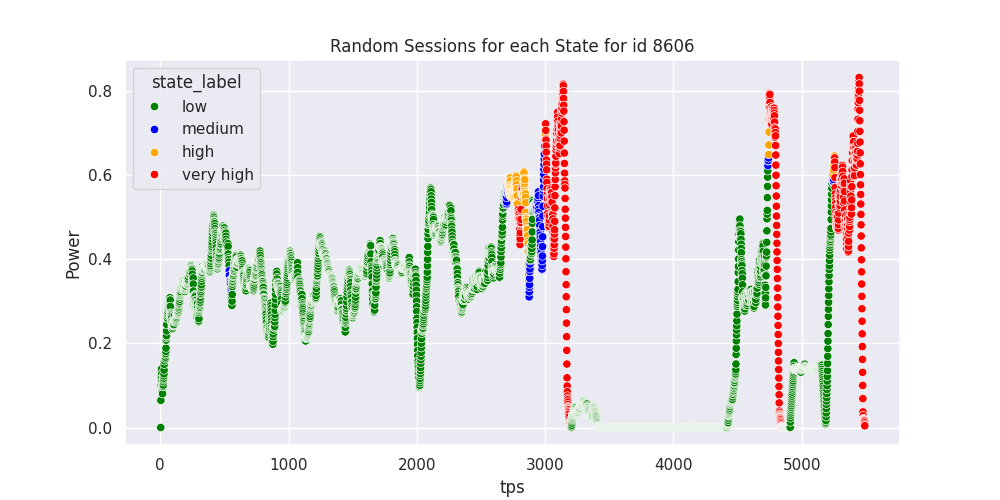 Random Sessions for each State for id 8606
state_label
low
medium
high
very high
Power
0.8
0.6
0.4
0.2
0.0
0
1000
2000
3000
4000
5000
tps